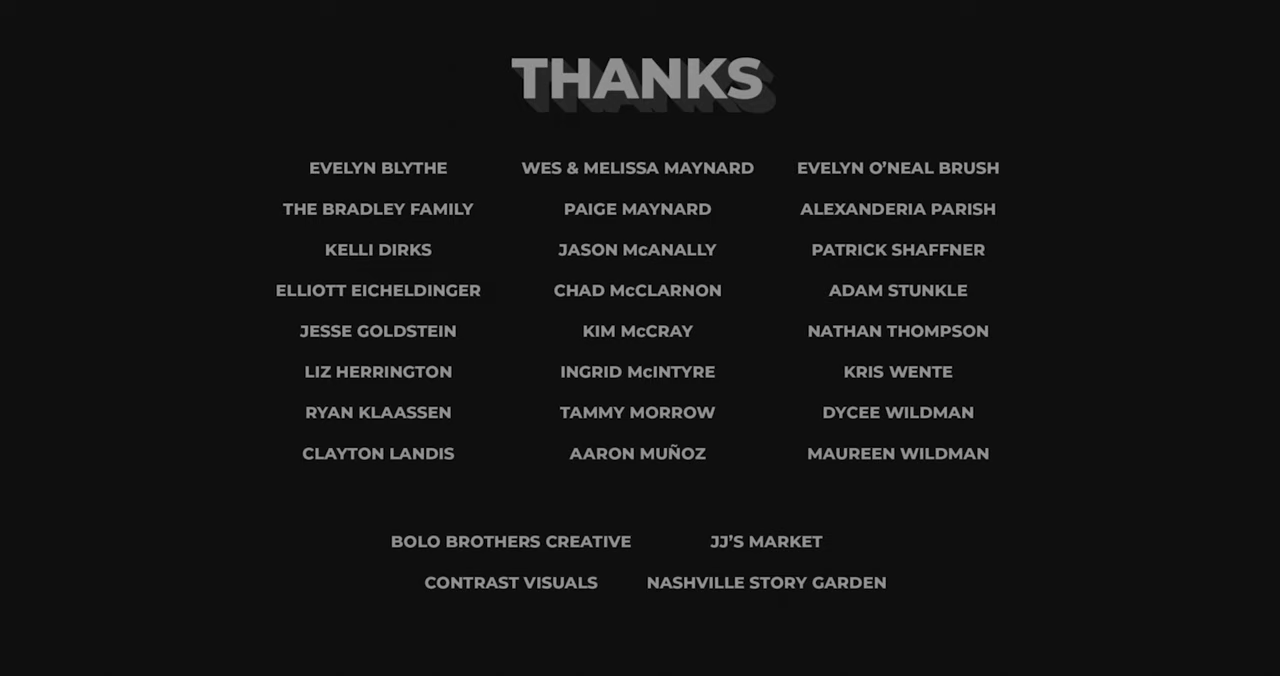 THANKS
EVELYN BLYTHE WES & MELISSA MAYNARD EVELYN O’NEAL BRUSH
THE BRADLEY FAMILY PAIGE MAYNARD ALEXANDERIA PARISH
KELLI DIRKS JASON McANALLY PATRICK SHAFFNER
ELLIOTT EICHELDINGER CHAD McCLARNON ADAM STUNKLE
JESSE GOLDSTEIN KIM McCRAY NATHAN THOMPSON
LIZ HERRINGTON INGRID McINTYRE KRIS WENTE
RYAN KLAASSEN TAMMY MORROW DYCEE WILDMAN
CLAYTON LANDIS AARON MUÑOZ MAUREEN WILDMAN
BOLO BROTHERS CREATIVE JJ’S MARKET
CONTRAST VISUALS NASHVILLE STORY GARDEN